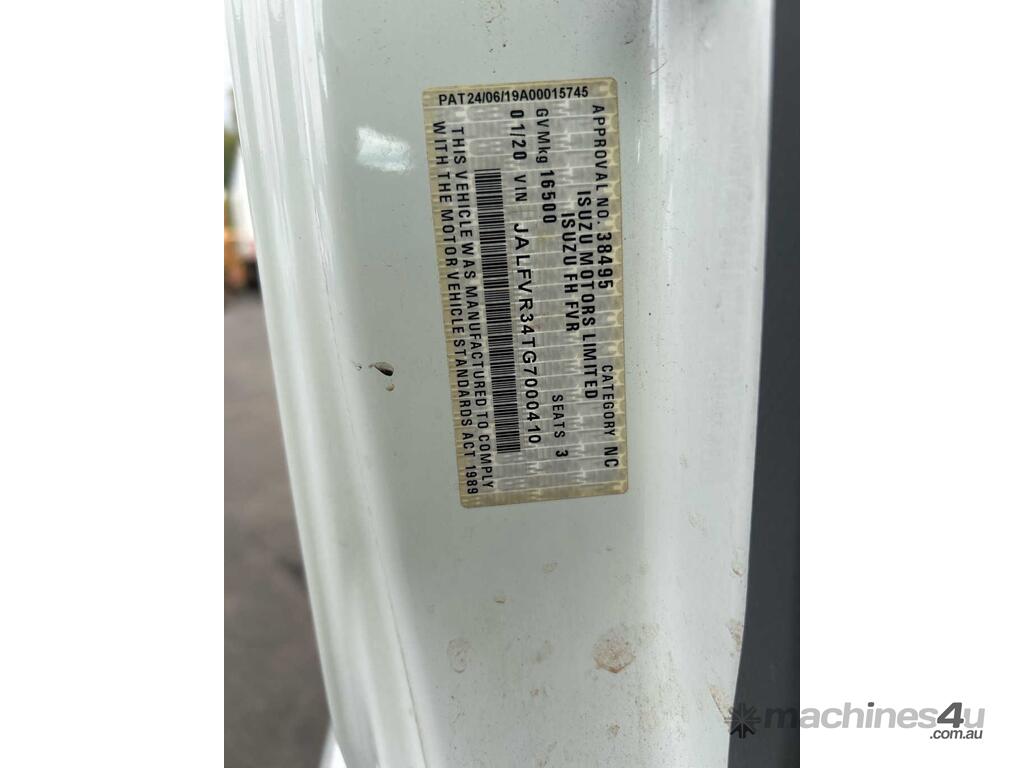 PAT24/06/19A00015745
APPROVAL NO. 38495 CATEGORY NC
ISUZU MOTORS LIMITED
ISUZU FH FVR
GVMkg 16500 SEATS 3
01/20 VIN JALFVR34TG7000410
THIS VEHICLE WAS MANUFACTURED TO COMPLY
WITH THE MOTOR VEHICLE STANDARDS ACT 1989
machines4u
.com.au